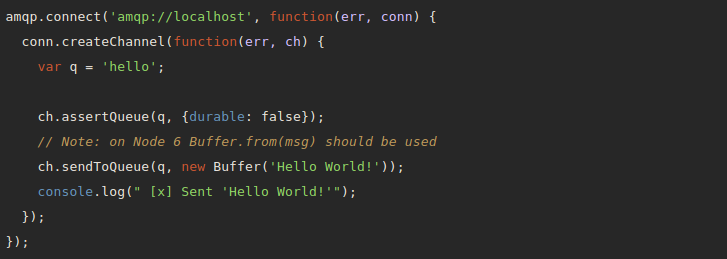 amqp.connect('amqp://localhost', function(err, conn) {
  conn.createChannel(function(err, ch) {
    var q = 'hello';

    ch.assertQueue(q, {durable: false});
    // Note: on Node 6 Buffer.from(msg) should be used
    ch.sendToQueue(q, new Buffer('Hello World!'));
    console.log(" [x] Sent 'Hello World!'");
  });
});